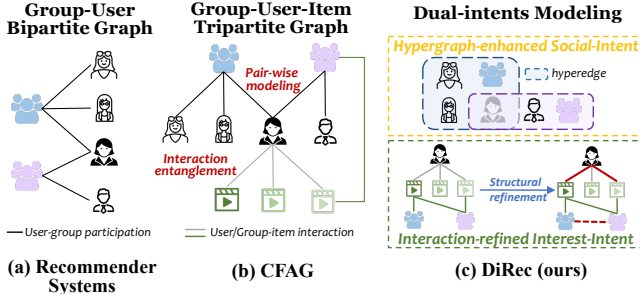 Group-User
Bipartite Graph
User-group participation
(a) Recommender
Systems
Group-User-Item
Tripartite Graph
Pair-wise
modeling
Interaction
entanglement
User/Group-item interaction
(b) CFAG
Dual-intents Modeling
Hypergraph-enhanced Social-Intent
hyperedge
Structural
refinement
Interaction-refined Interest-Intent
(c) DiRec (ours)